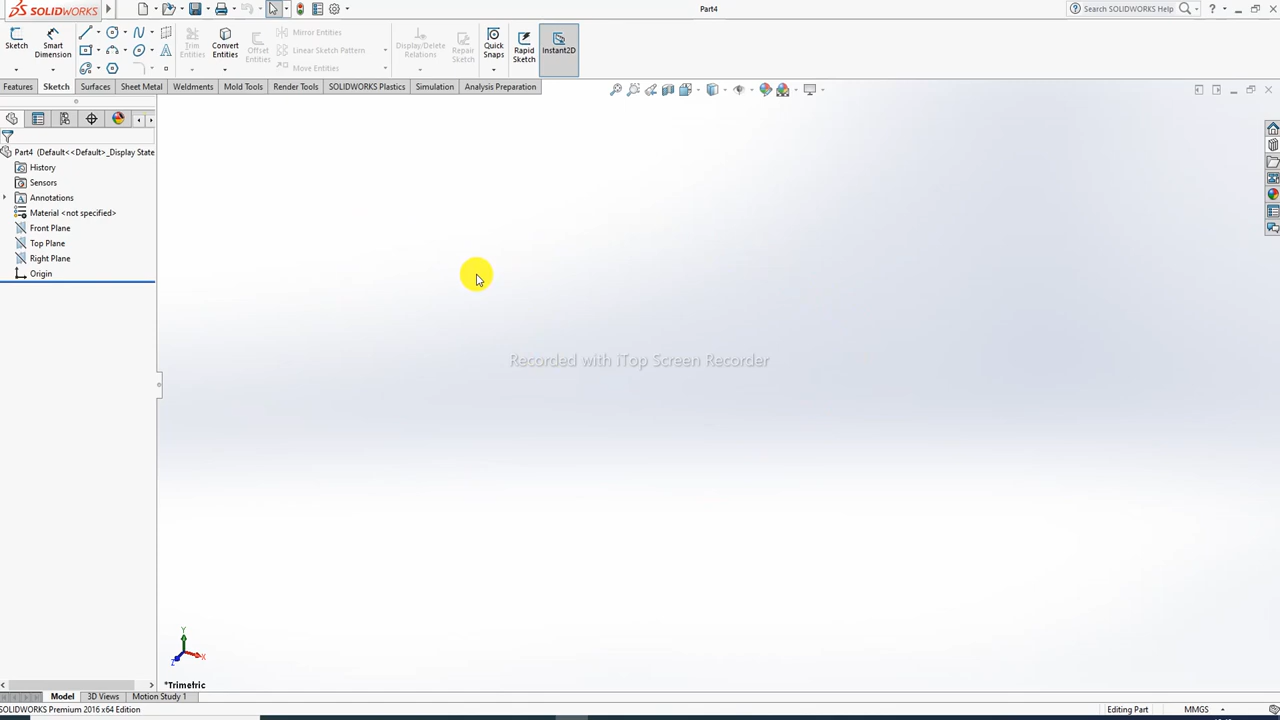 SOLIDWORKS
Part4
Search SOLIDWORKS Help
Sketch
Smart Dimension
Trim Entities
Convert Entities
Offset Entities
Mirror Entities
Linear Sketch Pattern
Move Entities
Display/Delete Relations
Repair Sketch
Quick Snaps
Rapid Sketch
Instant2D
Features
Sketch
Surfaces
Sheet Metal
Weldments
Mold Tools
Render Tools
SOLIDWORKS Plastics
Simulation
Analysis Preparation
Part4 (Default<<Default>_Display State
History
Sensors
Annotations
Material <not specified>
Front Plane
Top Plane
Right Plane
Origin
Recorded with iTop Screen Recorder
Y
X
Z
*Trimetric
Model
3D Views
Motion Study 1
SOLIDWORKS Premium 2016 x64 Edition
Editing Part
MMGS